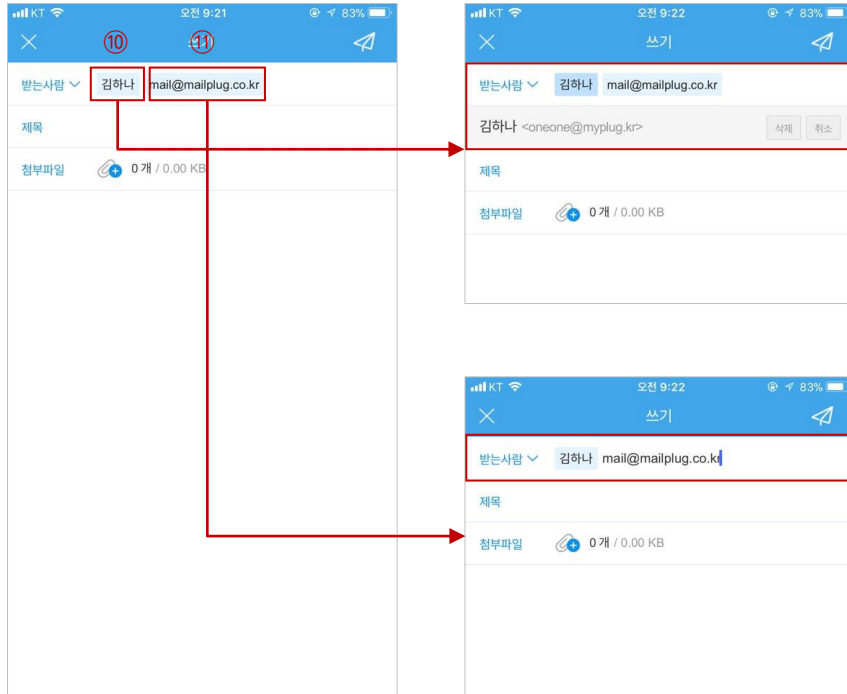 KT 오전 9:21 83%
⑩ 쓰기 ⑪
받는사람 김하나 mail@mailplug.co.kr
제목
첨부파일 0 개 / 0.00 KB
KT 오전 9:22 83%
쓰기
받는사람 김하나 mail@mailplug.co.kr
김하나 <oneone@myplug.kr> 삭제 취소
제목
첨부파일 0 개 / 0.00 KB
KT 오전 9:22 83%
쓰기
받는사람 김하나 mail@mailplug.co.kr
제목
첨부파일 0 개 / 0.00 KB